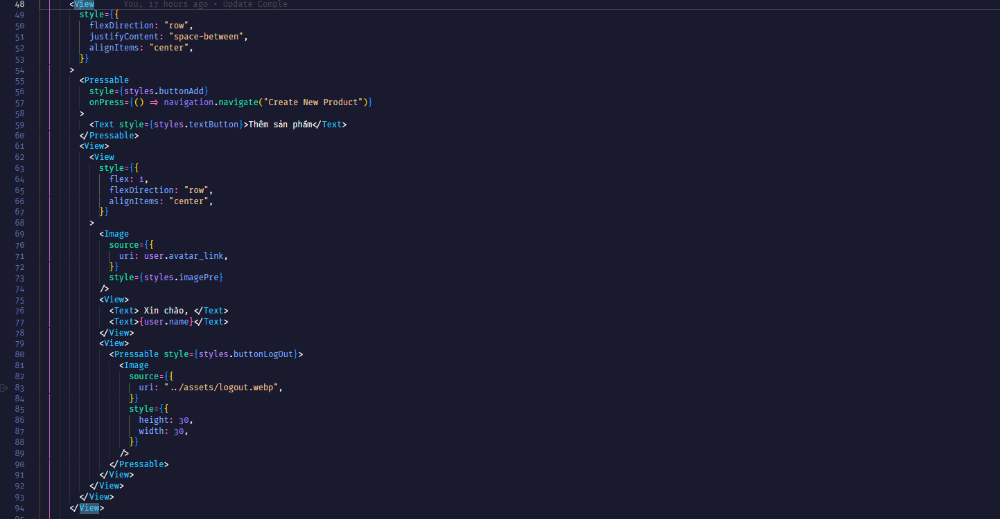 48 <View You, 17 hours ago • Update Comple
49 style={{
50 flexDirection: "row",
51 justifyContent: "space-between",
52 alignItems: "center",
53 }}
54 >
55 <Pressable
56 style={styles.buttonAdd}
57 onPress={() => navigation.navigate("Create New Product")}
58 >
59 <Text style={styles.textButton}>Thêm sản phẩm</Text>
60 </Pressable>
61 <View>
62 <View
63 style={{
64 flex: 1,
65 flexDirection: "row",
66 alignItems: "center",
67 }}
68 >
69 <Image
70 source={{
71 uri: user.avatar_link,
72 }}
73 style={styles.imagePre}
74 />
75 <View>
76 <Text> Xin chào, </Text>
77 <Text>{user.name}</Text>
78 </View>
79 <View>
80 <Pressable style={styles.buttonLogOut}>
81 <Image
82 source={{
83 uri: "../assets/logout.webp",
84 }}
85 style={{
86 height: 30,
87 width: 30,
88 }}
89 />
90 </Pressable>
91 </View>
92 </View>
93 </View>
94 </View>
95